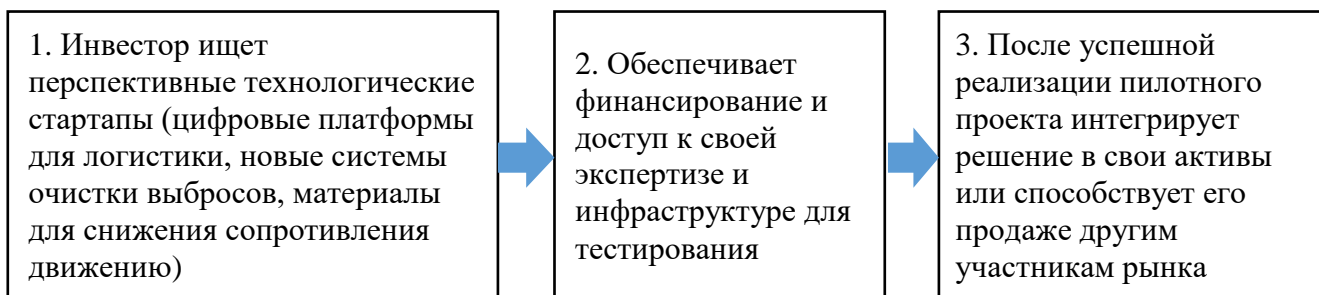 1. Инвестор ищет
перспективные технологические
стартапы (цифровые платформы
для логистики, новые системы
очистки выбросов, материалы
для снижения сопротивления
движению)
2. Обеспечивает
финансирование и
доступ к своей
экспертизе и
инфраструктуре для
тестирования
3. После успешной
реализации пилотного
проекта интегрирует
решение в свои активы
или способствует его
продаже другим
участникам рынка